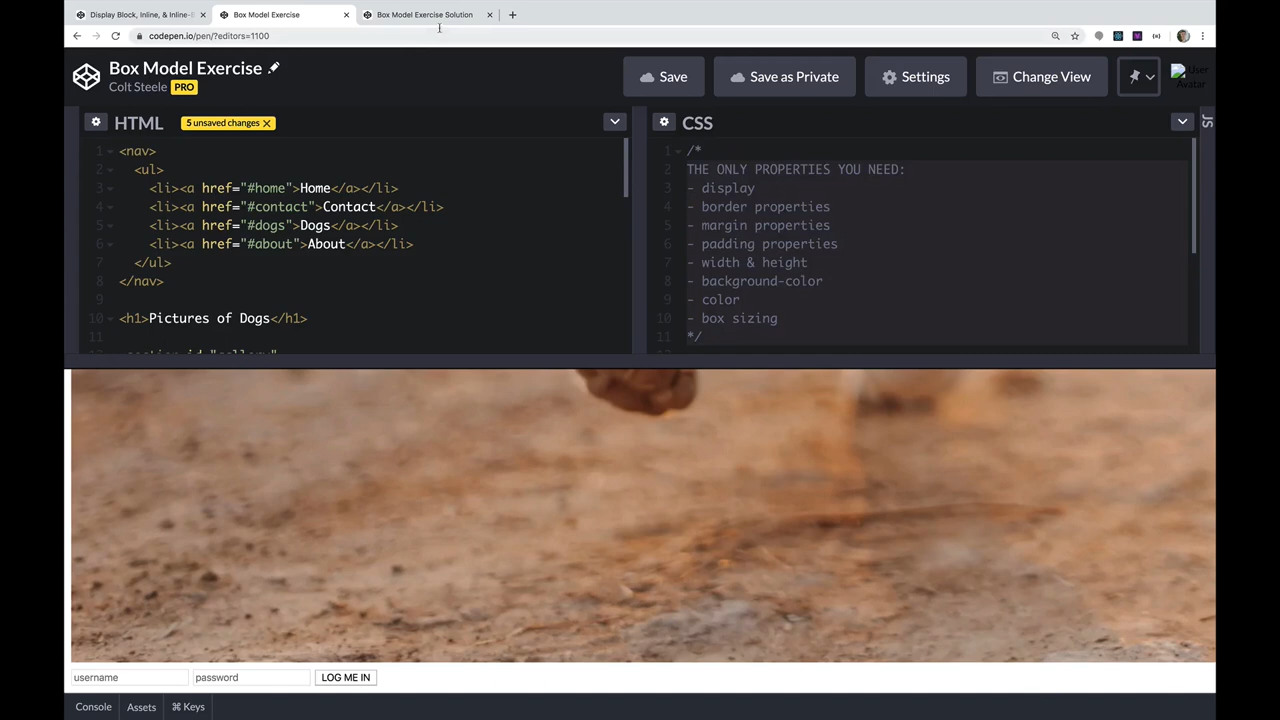 Display Block, Inline, & Inline-
Box Model Exercise
Box Model Exercise Solution
codepen.io/pen/?editors=1100
Box Model Exercise
Colt Steele PRO
Save
Save as Private
Settings
Change View
User Avatar
HTML
5 unsaved changes
1 <nav>
2 <ul>
3 <li><a href="#home">Home</a></li>
4 <li><a href="#contact">Contact</a></li>
5 <li><a href="#dogs">Dogs</a></li>
6 <li><a href="#about">About</a></li>
7 </ul>
8 </nav>
9
10 <h1>Pictures of Dogs</h1>
11
CSS
1 /*
2 THE ONLY PROPERTIES YOU NEED:
3 - display
4 - border properties
5 - margin properties
6 - padding properties
7 - width & height
8 - background-color
9 - color
10 - box sizing
11 */
JS
username
password
LOG ME IN
Console
Assets
⌘ Keys